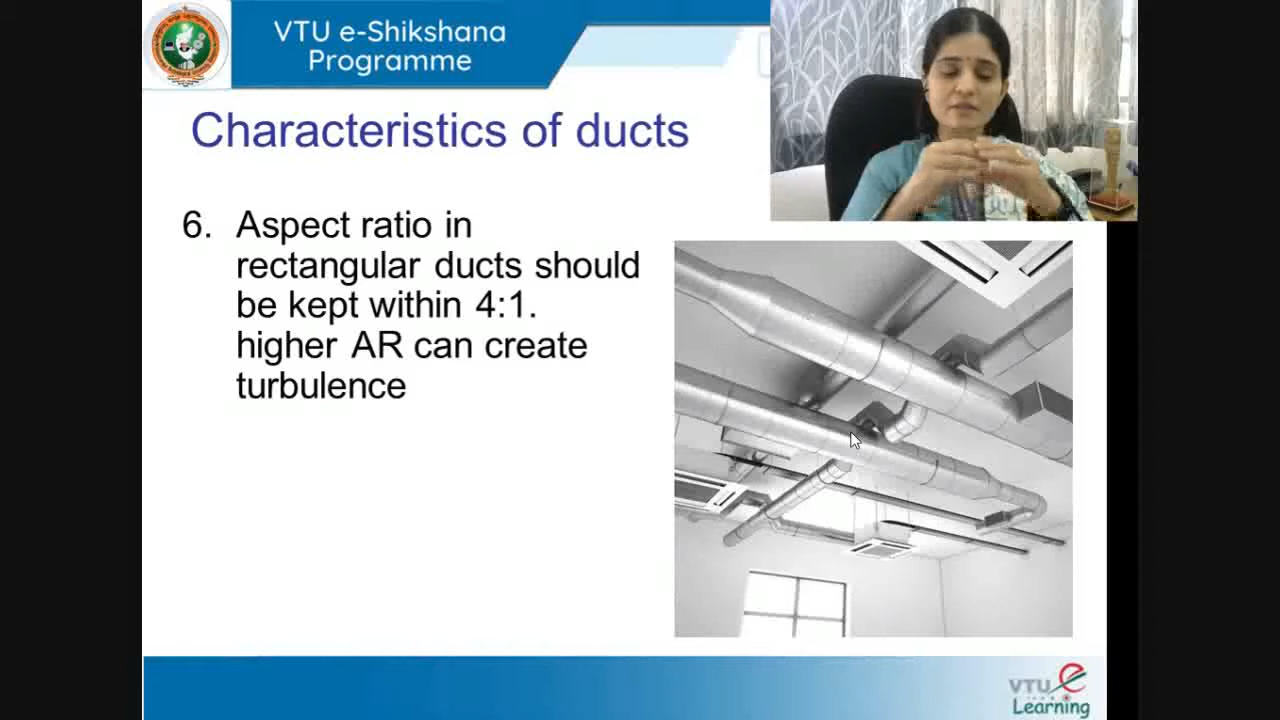 VTU e-Shikshana
Programme
Characteristics of ducts
6. Aspect ratio in
rectangular ducts should
be kept within 4:1.
higher AR can create
turbulence
VTU e
Learning